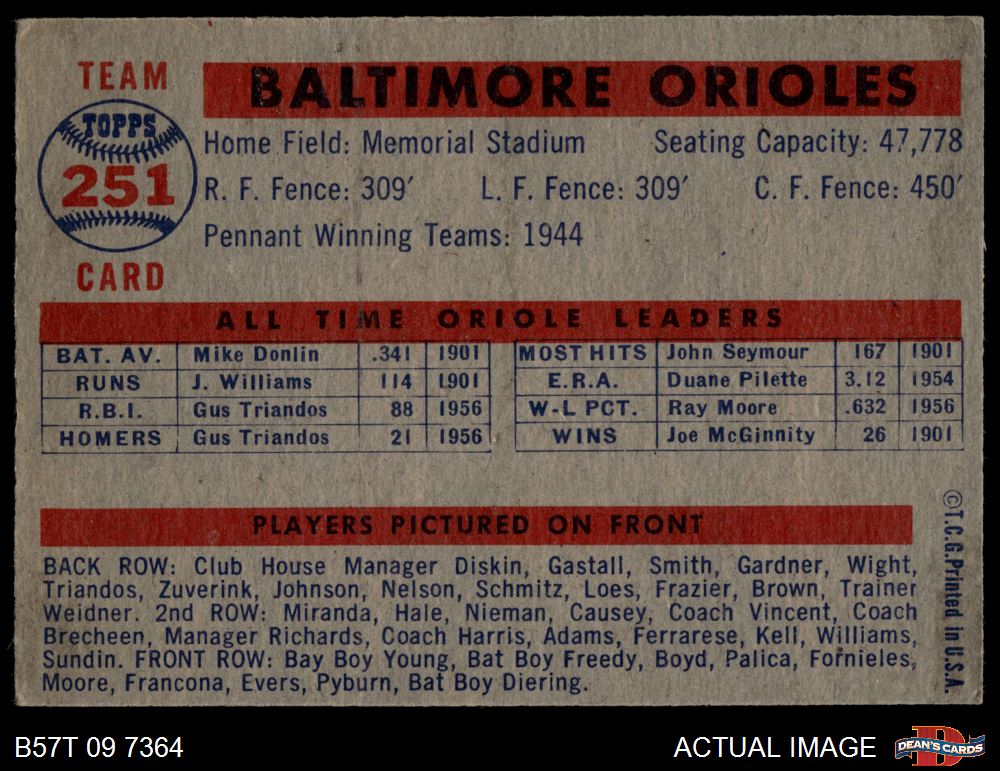 TEAM
TOPPS
251
CARD
BALTIMORE ORIOLES
Home Field: Memorial Stadium Seating Capacity: 47,778
R. F. Fence: 309′ L. F. Fence: 309′ C. F. Fence: 450′
Pennant Winning Teams: 1944
ALL TIME ORIOLE LEADERS
BAT. AV. Mike Donlin .341 1901 MOST HITS John Seymour 167 1901
RUNS J. Williams 114 1901 E.R.A. Duane Pilette 3.12 1954
R.B.I. Gus Triandos 88 1956 W-L PCT. Ray Moore .632 1956
HOMERS Gus Triandos 21 1956 WINS Joe McGinnity 26 1901
PLAYERS PICTURED ON FRONT
BACK ROW: Club House Manager Diskin, Gastall, Smith, Gardner, Wight,
Triandos, Zuverink, Johnson, Nelson, Schmitz, Loes, Frazier, Brown, Trainer
Weidner. 2nd ROW: Miranda, Hale, Nieman, Causey, Coach Vincent, Coach
Brecheen, Manager Richards, Coach Harris, Adams, Ferrarese, Kell, Williams,
Sundin. FRONT ROW: Bay Boy Young, Bat Boy Freedy, Boyd, Palica, Fornieles,
Moore, Francona, Evers, Pyburn, Bat Boy Diering.
©T.C.G. Printed in U.S.A.
B57T 09 7364 ACTUAL IMAGE
DEAN'S CARDS